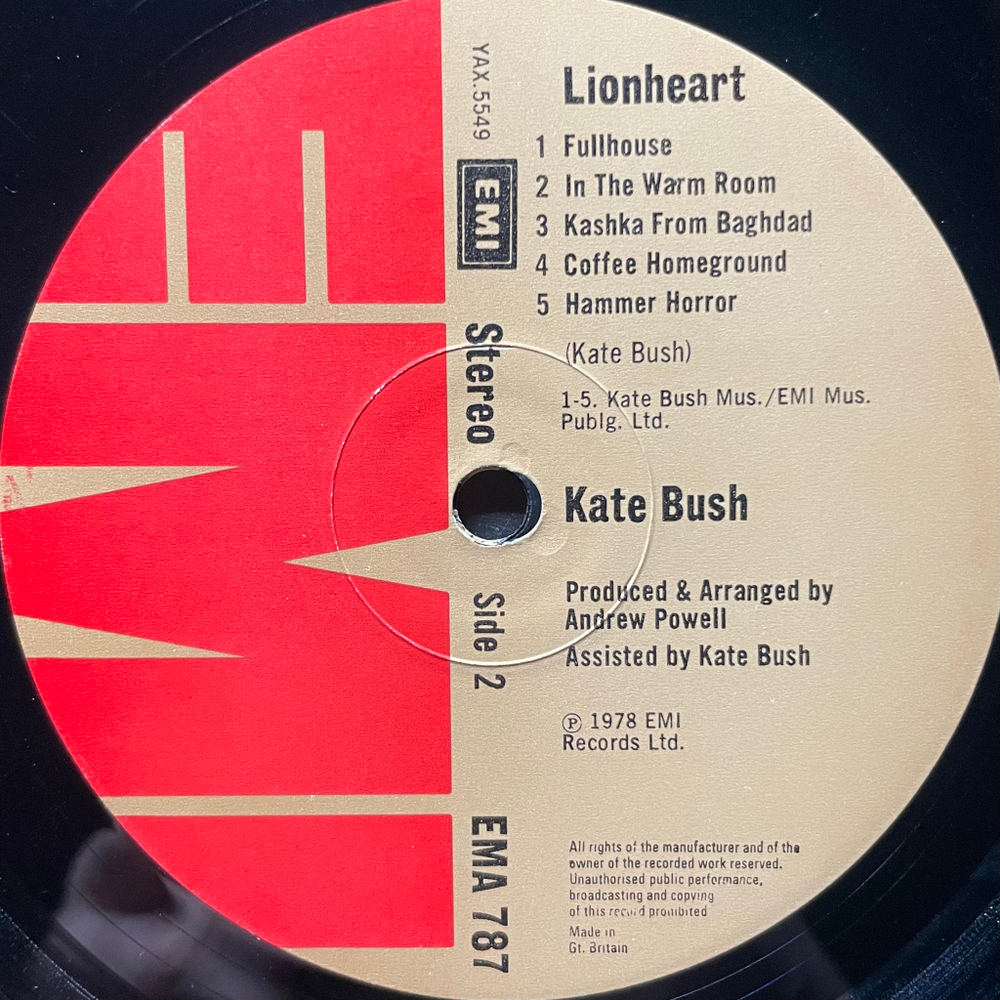 Lionheart
1 Fullhouse
2 In The Warm Room
3 Kashka From Baghdad
4 Coffee Homeground
5 Hammer Horror
(Kate Bush)
1-5. Kate Bush Mus./EMI Mus.
Publg. Ltd.
Kate Bush
Produced & Arranged by
Andrew Powell
Assisted by Kate Bush
Ⓟ 1978 EMI
Records Ltd.
All rights of the manufacturer and of the
owner of the recorded work reserved.
Unauthorised public performance,
broadcasting and copying
of this record prohibited
Made in
Gt. Britain
YAX.5549
EMI
Stereo
Side 2
EMA 787
EMI